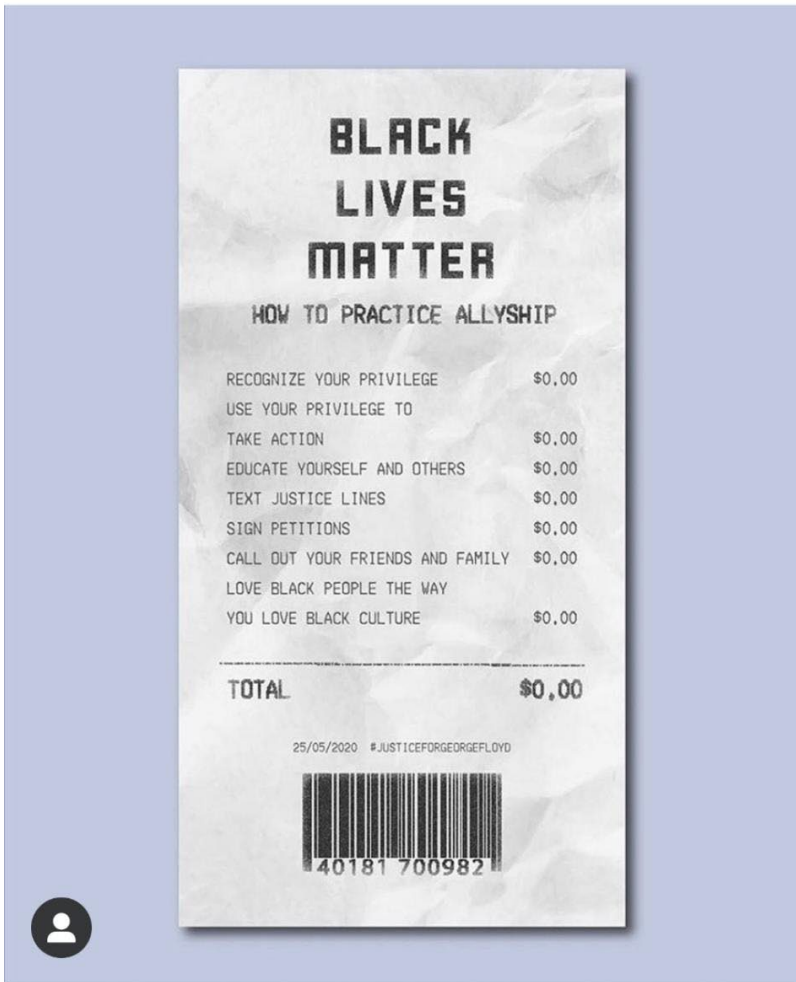 BLACK
LIVES
MATTER
HOW TO PRACTICE ALLYSHIP
RECOGNIZE YOUR PRIVILEGE $0.00
USE YOUR PRIVILEGE TO
TAKE ACTION $0.00
EDUCATE YOURSELF AND OTHERS $0.00
TEXT JUSTICE LINES $0.00
SIGN PETITIONS $0.00
CALL OUT YOUR FRIENDS AND FAMILY $0.00
LOVE BLACK PEOPLE THE WAY
YOU LOVE BLACK CULTURE $0.00
TOTAL $0.00
25/05/2020 #JUSTICEFORGEORGEFLOYD
40181 700982